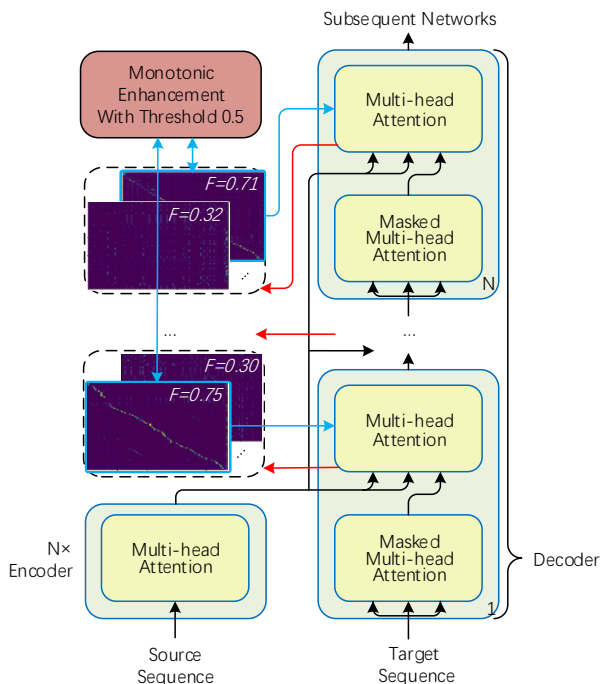 Subsequent Networks
Monotonic
Enhancement
With Threshold 0.5
Multi-head
Attention
F=0.71
F=0.32
...
Masked
Multi-head
Attention
N
...
...
F=0.30
F=0.75
...
Multi-head
Attention
N×
Encoder
Multi-head
Attention
Masked
Multi-head
Attention
1
Decoder
Source
Sequence
Target
Sequence